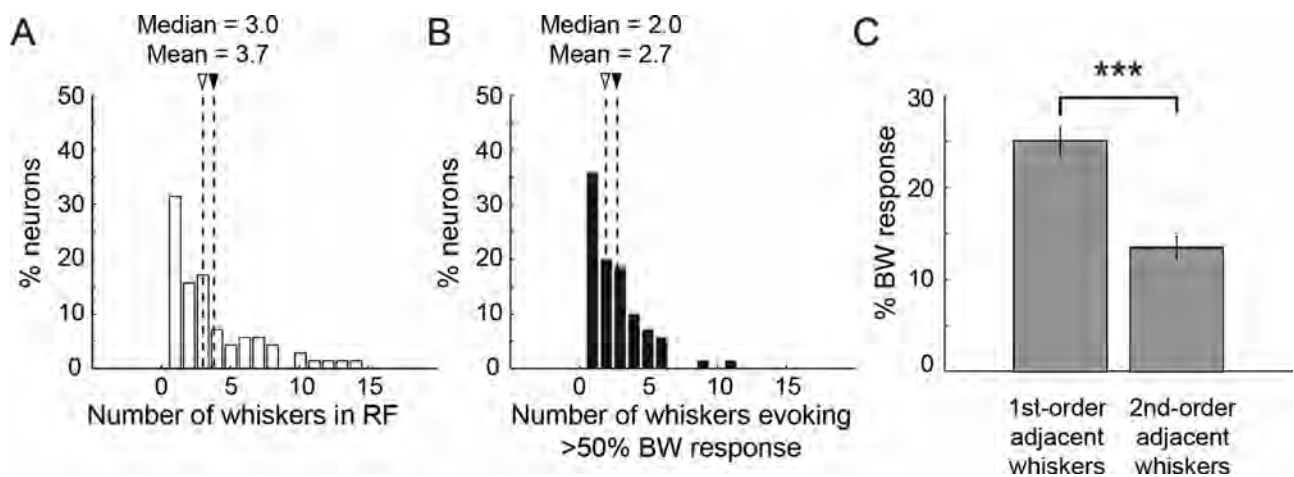 A
Median = 3.0
Mean = 3.7
% neurons
50
40
30
20
10
0
0
5
10
15
Number of whiskers in RF
B
Median = 2.0
Mean = 2.7
% neurons
50
40
30
20
10
0
0
5
10
15
Number of whiskers evoking
>50% BW response
C
***
% BW response
30
20
10
0
1st-order
adjacent
whiskers
2nd-order
adjacent
whiskers